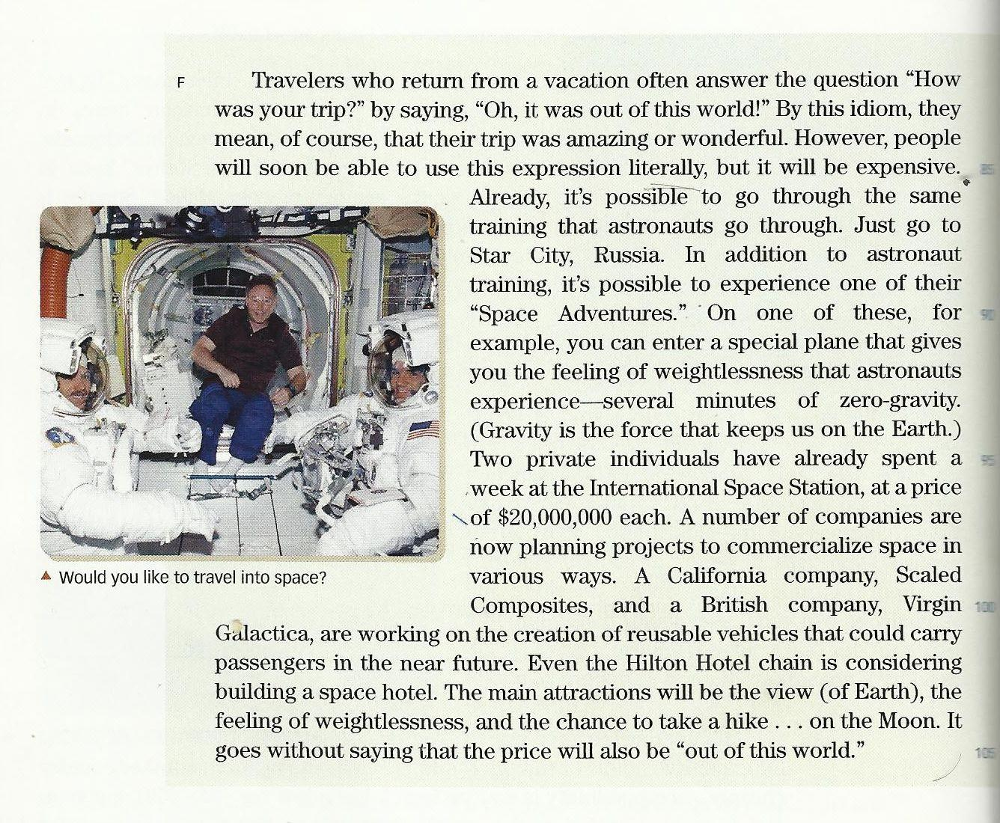 F
Travelers who return from a vacation often answer the question “How
was your trip?” by saying, “Oh, it was out of this world!” By this idiom, they
mean, of course, that their trip was amazing or wonderful. However, people
will soon be able to use this expression literally, but it will be expensive.
85
Already, it’s possible to go through the same
training that astronauts go through. Just go to
Star City, Russia. In addition to astronaut
training, it’s possible to experience one of their
“Space Adventures.” On one of these, for
90
example, you can enter a special plane that gives
you the feeling of weightlessness that astronauts
experience—several minutes of zero-gravity.
(Gravity is the force that keeps us on the Earth.)
Two private individuals have already spent a
95
week at the International Space Station, at a price
of $20,000,000 each. A number of companies are
now planning projects to commercialize space in
various ways. A California company, Scaled
Composites, and a British company, Virgin
100
Galactica, are working on the creation of reusable vehicles that could carry
passengers in the near future. Even the Hilton Hotel chain is considering
building a space hotel. The main attractions will be the view (of Earth), the
feeling of weightlessness, and the chance to take a hike . . . on the Moon. It
goes without saying that the price will also be “out of this world.”
105
▲ Would you like to travel into space?